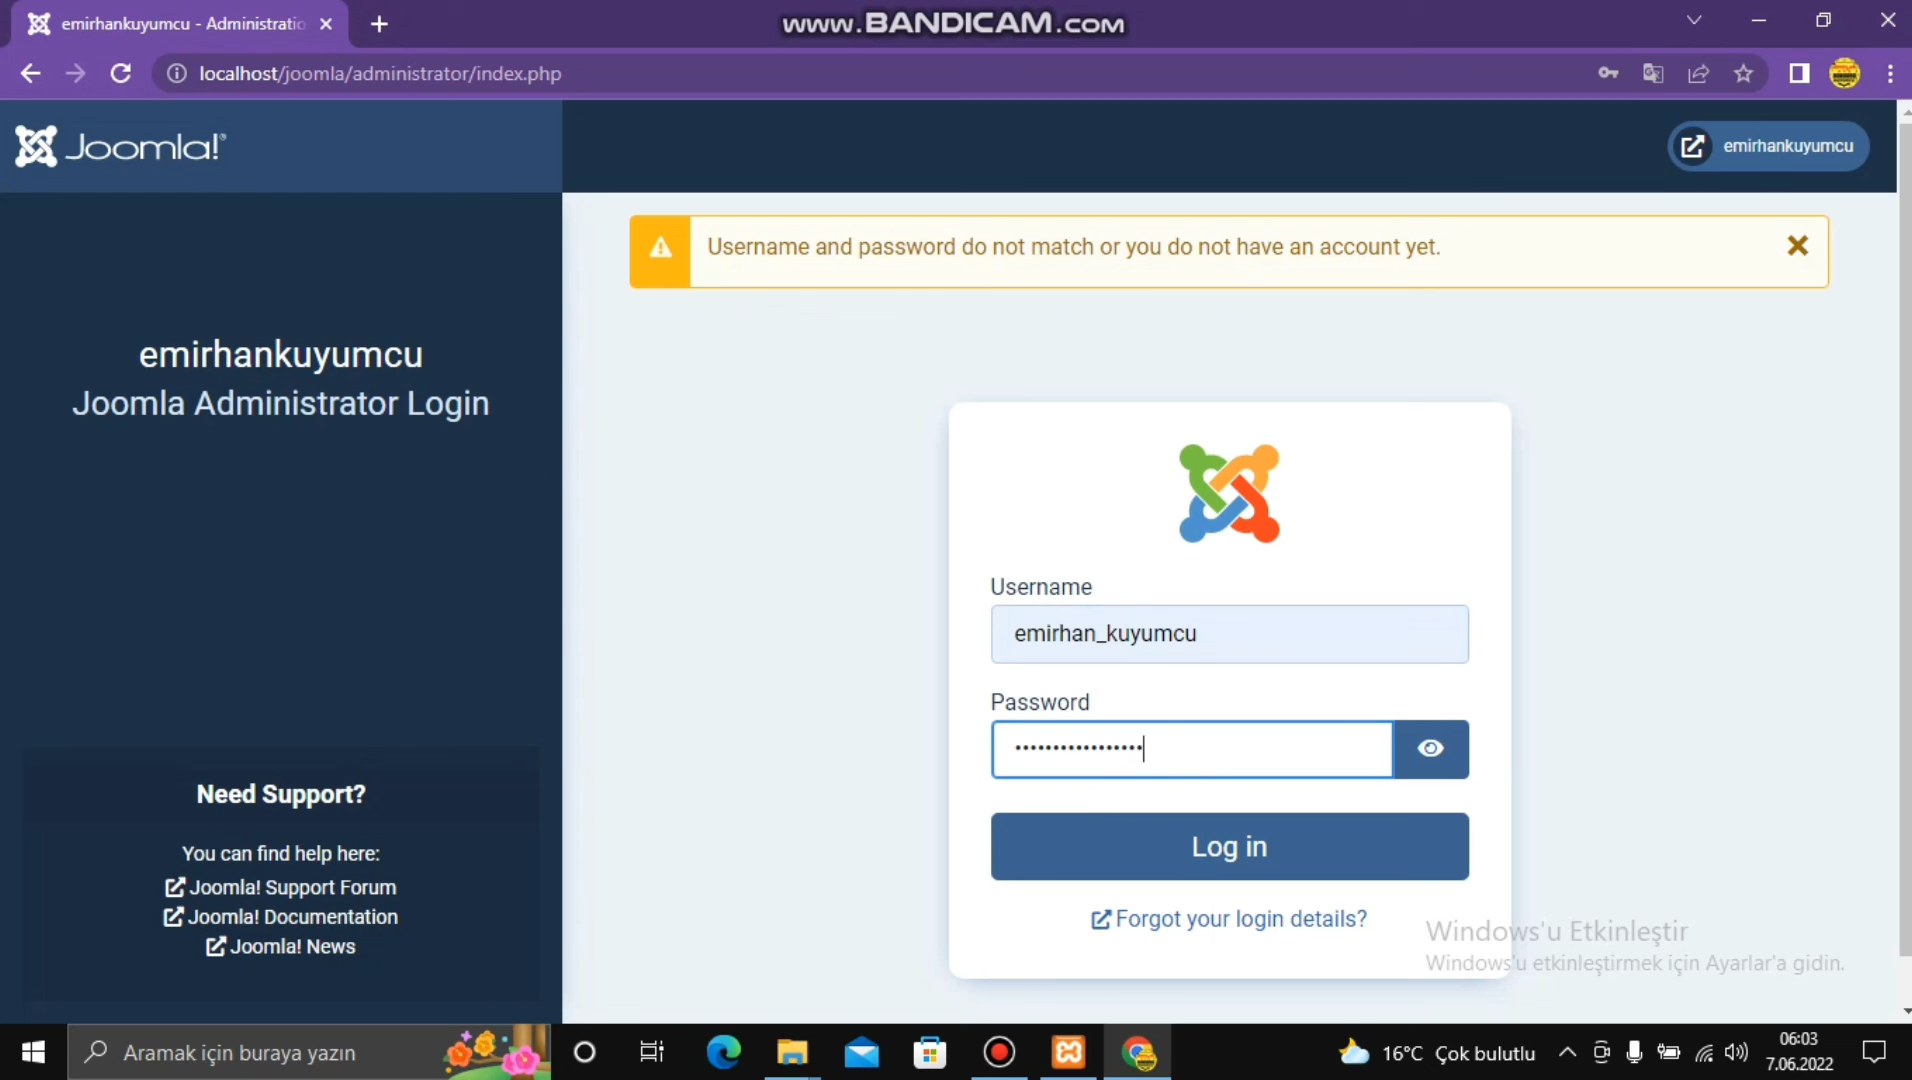 emirhankuyumcu - Administratio
www.BANDICAM.com
localhost/joomla/administrator/index.php
Joomla!®
emirhankuyumcu
Username and password do not match or you do not have an account yet.
emirhankuyumcu
Joomla Administrator Login
Username
emirhan_kuyumcu
Password
•••••••••••••••••
Log in
Forgot your login details?
Need Support?
You can find help here:
Joomla! Support Forum
Joomla! Documentation
Joomla! News
Windows'u Etkinleştir
Windows'u etkinleştirmek için Ayarlar'a gidin.
Aramak için buraya yazın
16°C Çok bulutlu
06:03
7.06.2022